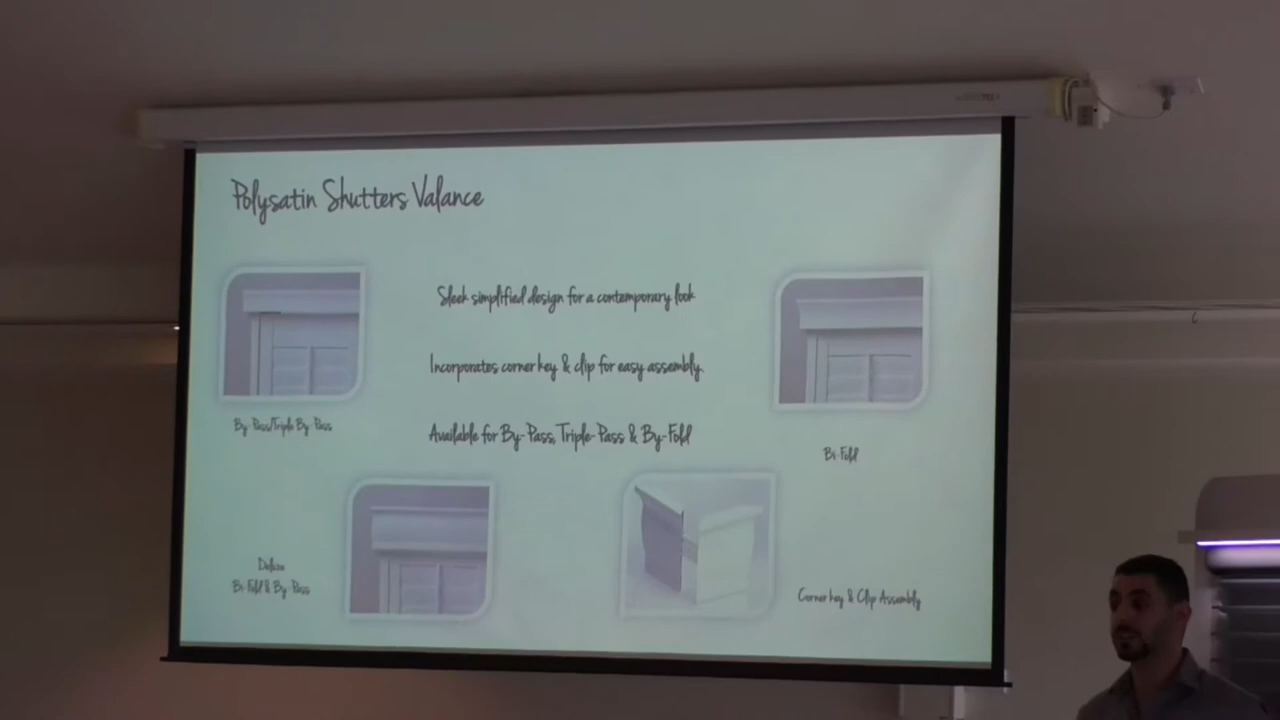 Polysatin Shutters Valance
Sleek simplified design for a contemporary look
Incorporates corner key & clip for easy assembly.
By-Pass/Triple By-Pass
Available for By-Pass, Triple-Pass & By-Fold
Bi-Fold
Deluxe
Bi-Fold & By-Pass
Corner key & Clip Assembly